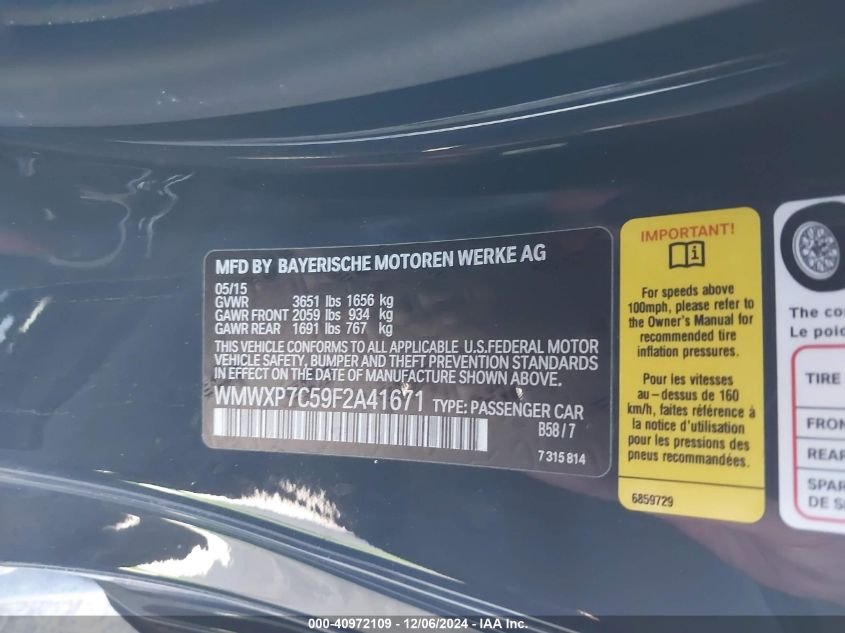 MFD BY BAYERISCHE MOTOREN WERKE AG
05/15
GVWR 3651 lbs 1656 kg
GAWR FRONT 2059 lbs 934 kg
GAWR REAR 1691 lbs 767 kg
THIS VEHICLE CONFORMS TO ALL APPLICABLE U.S.FEDERAL MOTOR
VEHICLE SAFETY, BUMPER AND THEFT PREVENTION STANDARDS
IN EFFECT ON THE DATE OF MANUFACTURE SHOWN ABOVE.
WMWXP7C59F2A41671 TYPE: PASSENGER CAR
B58/7
7 315 814
IMPORTANT!
For speeds above
100mph, please refer to
the Owner's Manual for
recommended tire
inflation pressures.
Pour les vitesses
au-dessus de 160
km/h, faites référence à
la notice d'utilisation
pour les pressions des
pneus recommandées.
6859729
The
Le
TIRE
REAR
DE
000-40972109 - 12/06/2024 - IAA Inc.